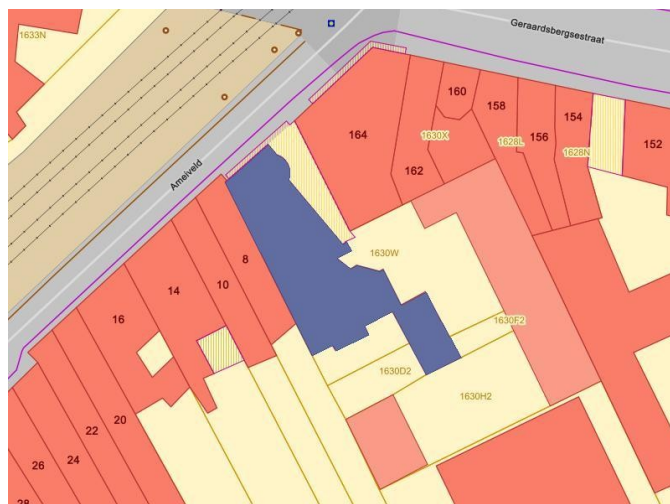 1633N
Geraardsbergsestraat
Ameiveld
164
160
158
1630X
156
154
1628L
1628N
152
162
8
1630W
10
14
16
1630F2
1630D2
1630H2
20
22
24
26
28